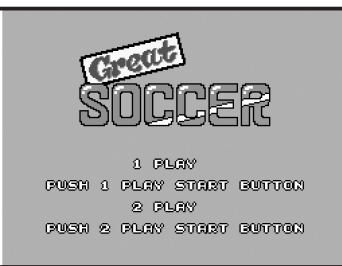 Great
SOCCER
1 PLAY
PUSH 1 PLAY START BUTTON
2 PLAY
PUSH 2 PLAY START BUTTON